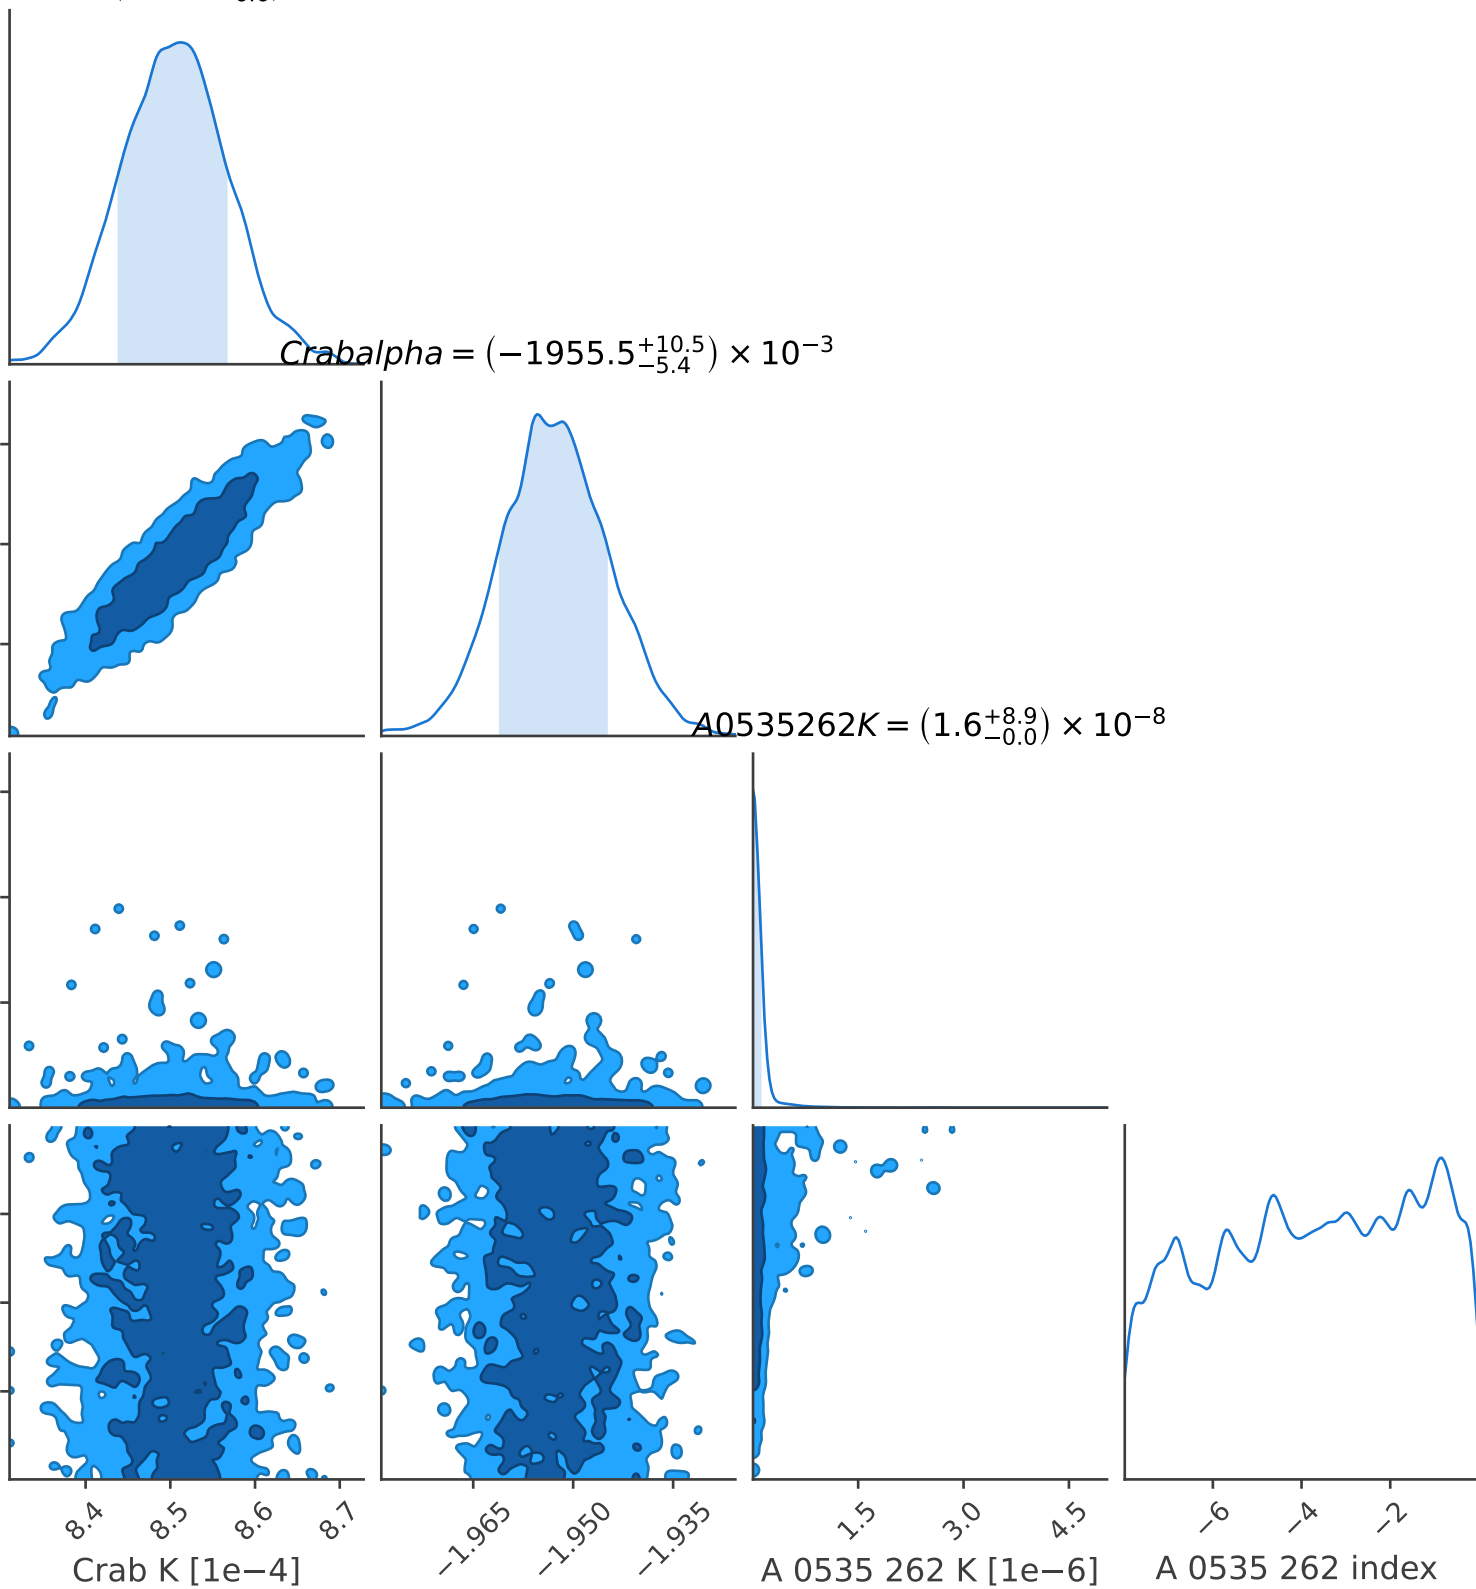 Crabalpha = (−1955.5 +10.5 −5.4) × 10−3
A0535262K = (1.6 +8.9 −0.0) × 10−8
8.4 8.5 8.6 8.7 −1.965 −1.950 −1.935 1.5 3.0 4.5 −6 −4 −2
Crab K [1e−4] A 0535 262 K [1e−6] A 0535 262 index